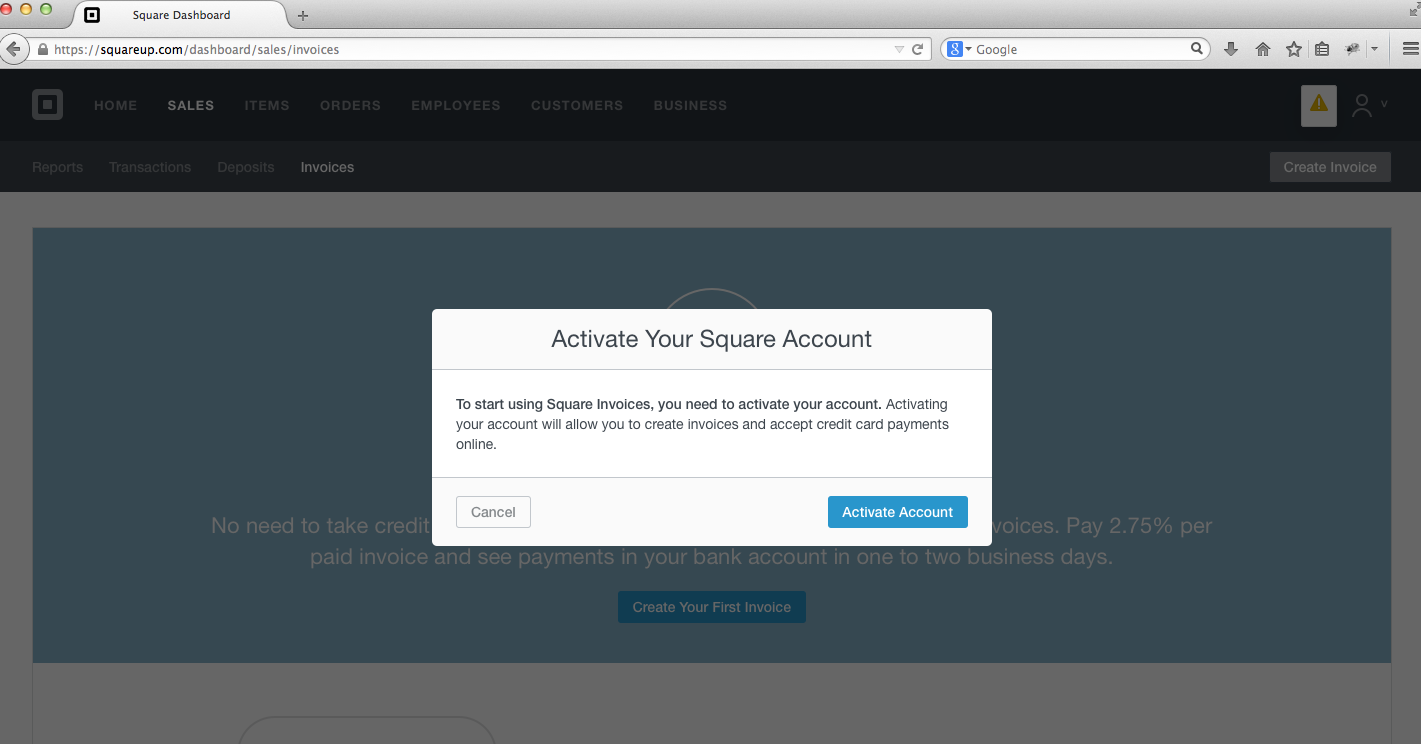 Square Dashboard
https://squareup.com/dashboard/sales/invoices
Google
HOME SALES ITEMS ORDERS EMPLOYEES CUSTOMERS BUSINESS
Reports Transactions Deposits Invoices Create Invoice
Activate Your Square Account
To start using Square Invoices, you need to activate your account. Activating
your account will allow you to create invoices and accept credit card payments
online.
Cancel Activate Account
No need to take credit voices. Pay 2.75% per
paid invoice and see payments in your bank account in one to two business days.
Create Your First Invoice